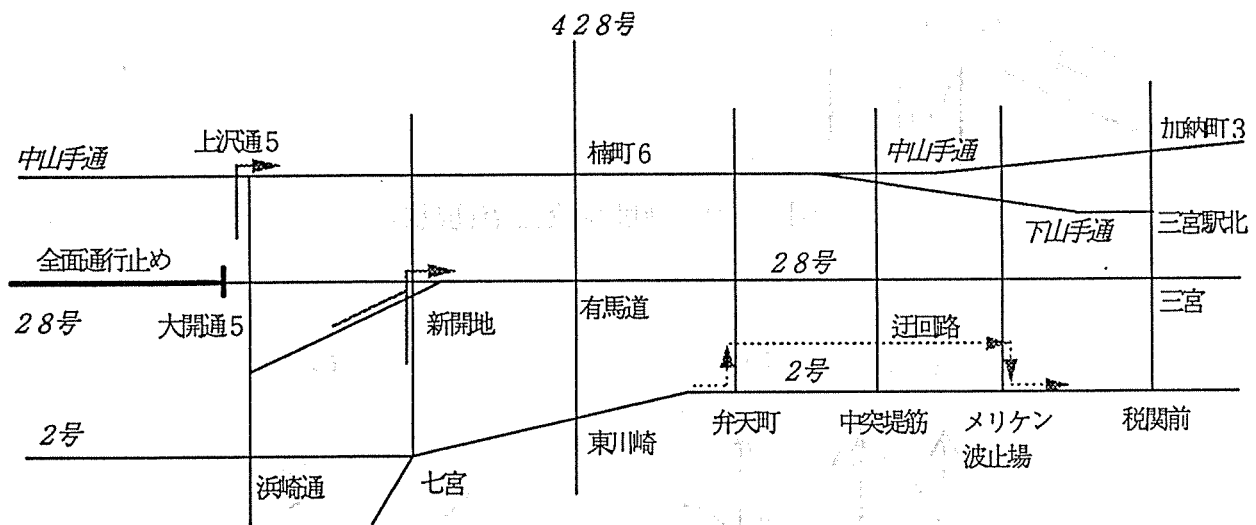 428号
上沢通5
中山手通
楠町6
中山手通
加納町3
下山手通
三宮駅北
全面通行止め
28号
28号
大開通5
新開地
有馬道
三宮
迂回路
2号
2号
弁天町
中突堤筋
メリケン
波止場
税関前
東川崎
浜崎通
七宮